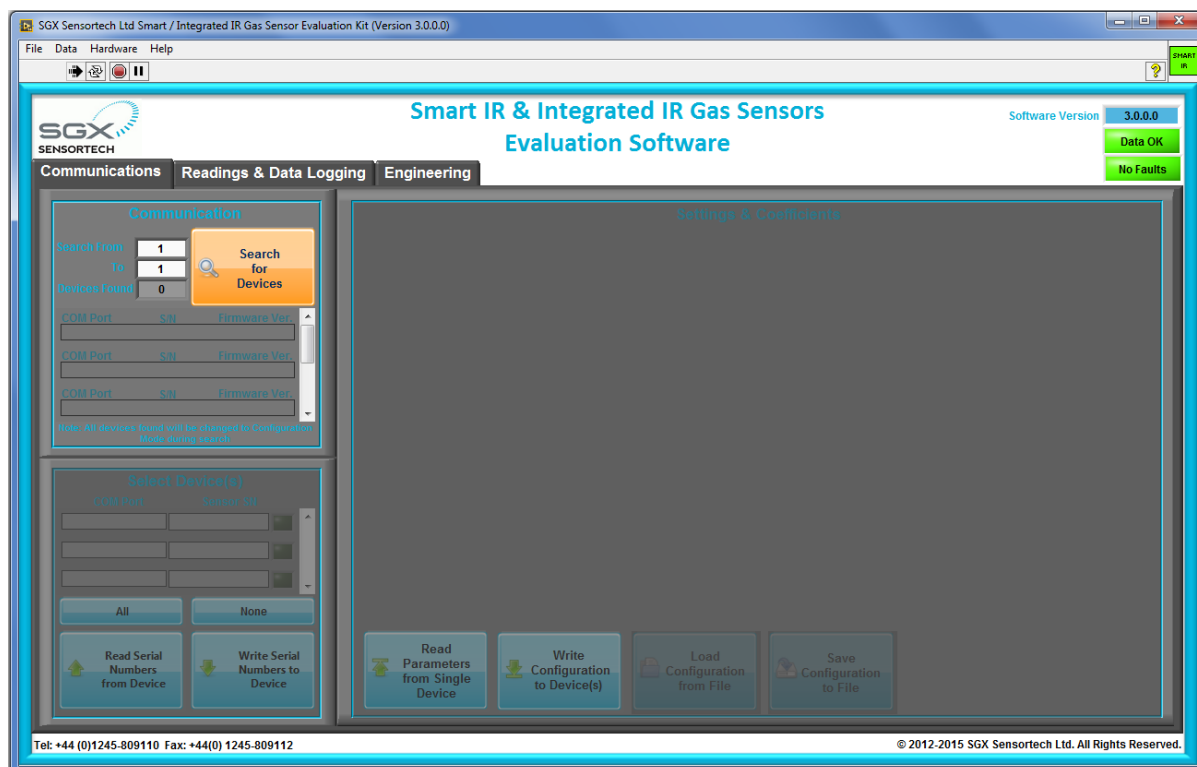 SGX Sensortech Ltd Smart / Integrated IR Gas Sensor Evaluation Kit (Version 3.0.0.0)
File Data Hardware Help
SMART
IR
SGX
SENSORTECH
Smart IR & Integrated IR Gas Sensors
Evaluation Software
Software Version 3.0.0.0
Data OK
No Faults
Communications Readings & Data Logging Engineering
Communication
Search From 1
To 1
Devices Found 0
Search
for
Devices
COM Port S/N Firmware Ver.
COM Port S/N Firmware Ver.
COM Port S/N Firmware Ver.
Note: All devices found will be changed to Configuration
Mode during search
Select Device(s)
COM Port Sensor S/N
All None
Read Serial
Numbers
from Device
Write Serial
Numbers to
Device
Settings & Coefficients
Read
Parameters
from Single
Device
Write
Configuration
to Device(s)
Load
Configuration
from File
Save
Configuration
to File
Tel: +44 (0)1245-809110 Fax: +44(0) 1245-809112
© 2012-2015 SGX Sensortech Ltd. All Rights Reserved.